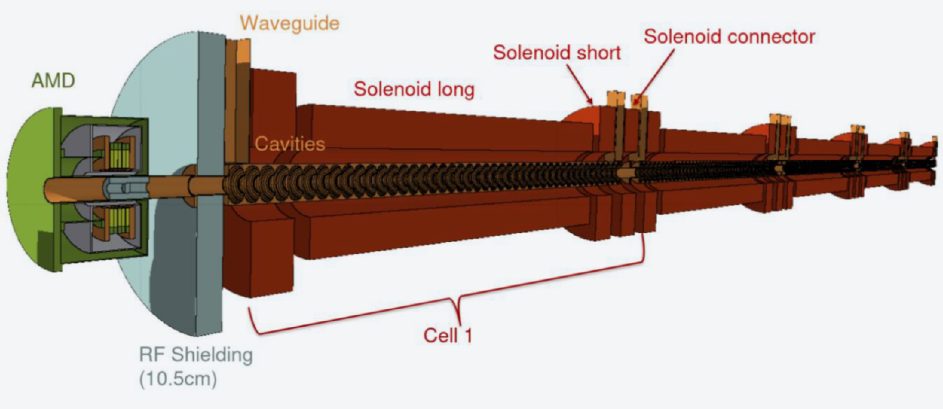 Waveguide
Solenoid connector
Solenoid short
AMD
Solenoid long
Cavities
Cell 1
RF Shielding
(10.5cm)